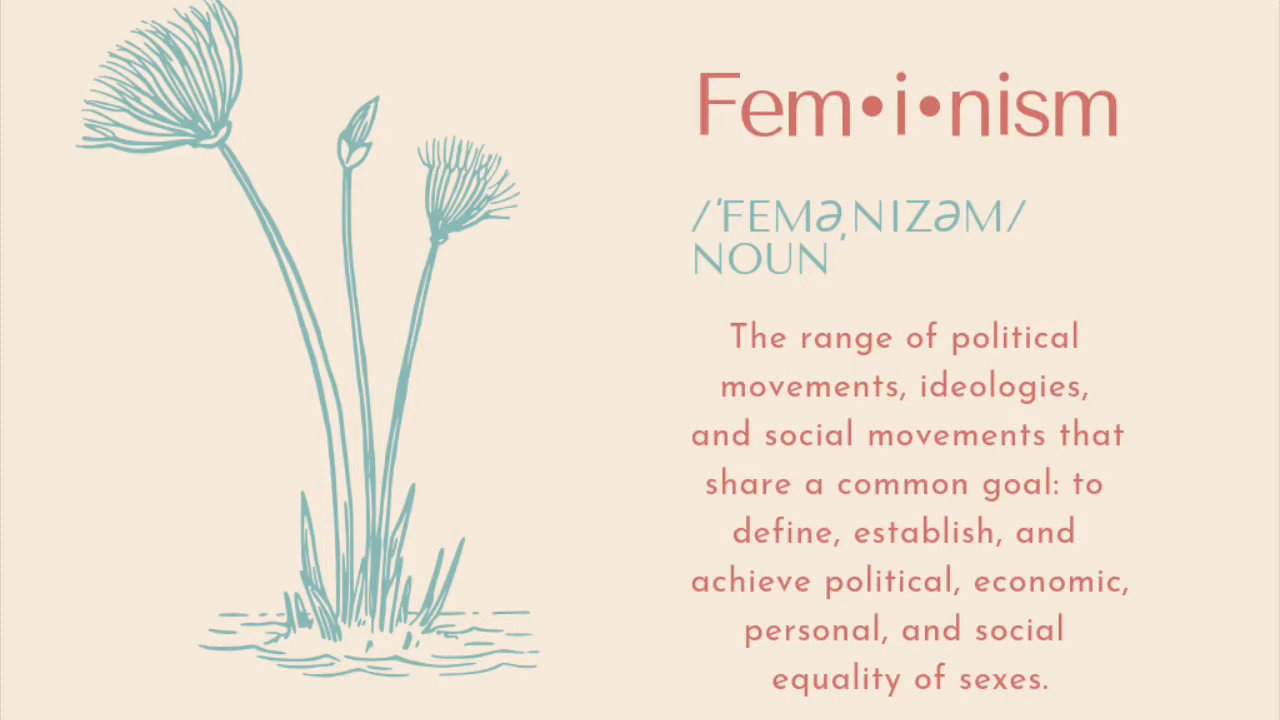 Fem•i•nism
/ˈFEMəˌNIZəM/
NOUN
The range of political
movements, ideologies,
and social movements that
share a common goal: to
define, establish, and
achieve political, economic,
personal, and social
equality of sexes.